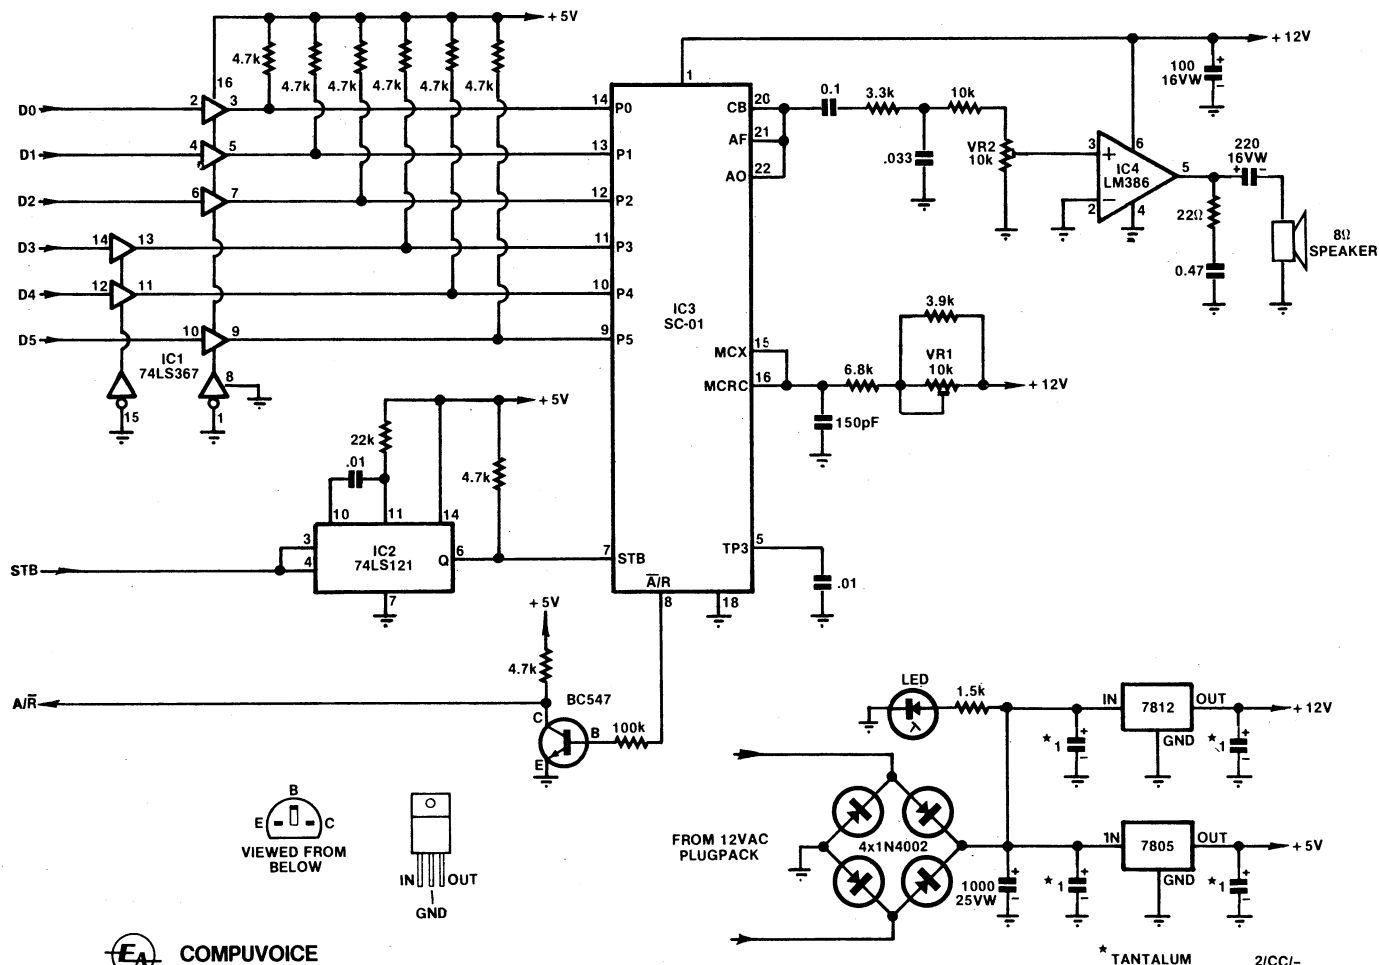 +5V
4.7k
4.7k 4.7k 4.7k 4.7k 4.7k
16
D0 2 3 14 P0
D1 4 5 13 P1
D2 6 7 12 P2
D3 14 13 11 P3
D4 12 11 10 P4
D5 10 9 9 P5
IC1
74LS367
8
15 1
+5V
22k
.01
4.7k
10 11 14
3
4
IC2
74LS121
Q 6
7
STB
7 STB
A/R
8
18
IC3
SC-01
1
+12V
100
16VW
+
−
CB 20
AF 21
AO 22
0.1
3.3k
10k
.033
VR2
10k
3 +
2 −
6
IC4
LM386
4
5
220
16VW
+ −
22Ω
0.47
8Ω
SPEAKER
MCX 15
MCRC 16
3.9k
6.8k
VR1
10k
+12V
150pF
TP3 5
.01
+5V
4.7k
A/R̅
BC547
C
B
E
100k
LED
λ
1.5k
IN 7812 OUT
GND
+12V
★ 1 + −
★ 1 + −
FROM 12VAC
PLUGPACK
4x1N4002
1000
25VW
+
−
IN 7805 OUT
GND
+5V
★ 1 + −
★ 1 + −
B
E C
VIEWED FROM
BELOW
IN OUT
GND
EA COMPUVOICE
★ TANTALUM
2/CC/–